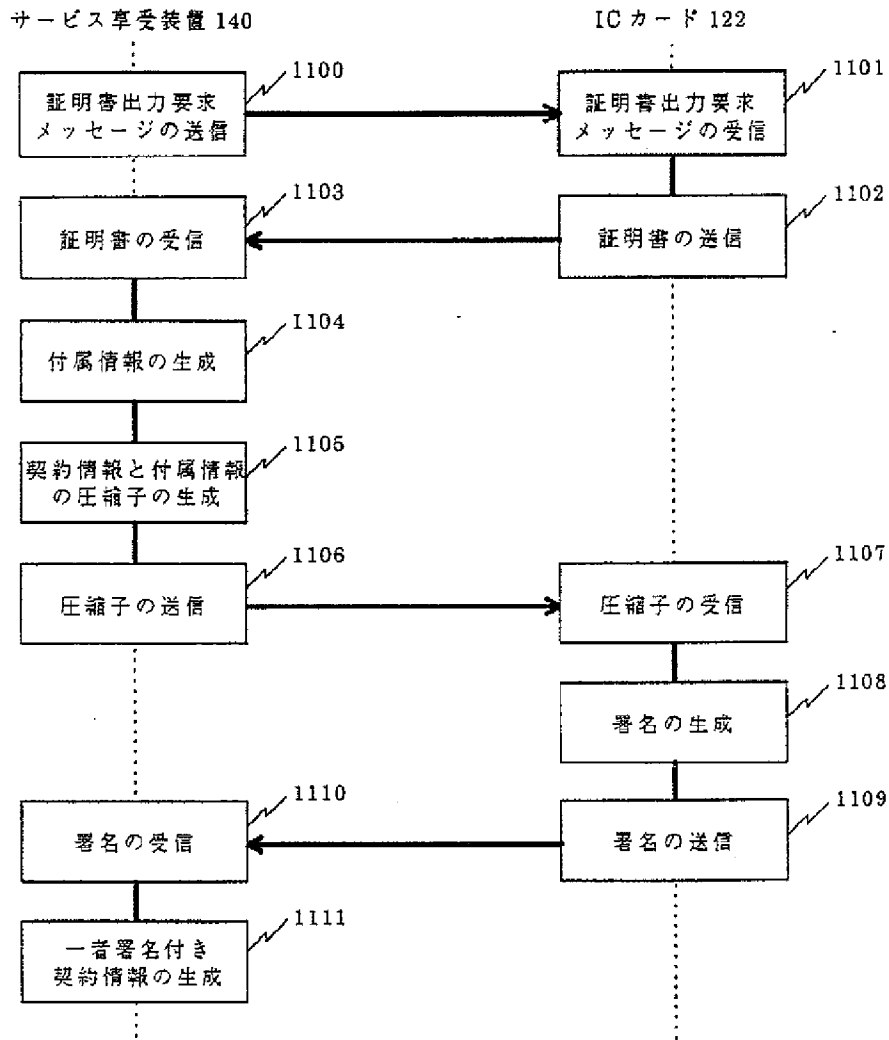 サービス享受装置 140
ICカード 122
1100
証明書出力要求
メッセージの送信
1101
証明書出力要求
メッセージの受信
1103
証明書の受信
1102
証明書の送信
1104
付属情報の生成
1105
契約情報と付属情報
の圧縮子の生成
1106
圧縮子の送信
1107
圧縮子の受信
1108
署名の生成
1110
署名の受信
1109
署名の送信
1111
一者署名付き
契約情報の生成